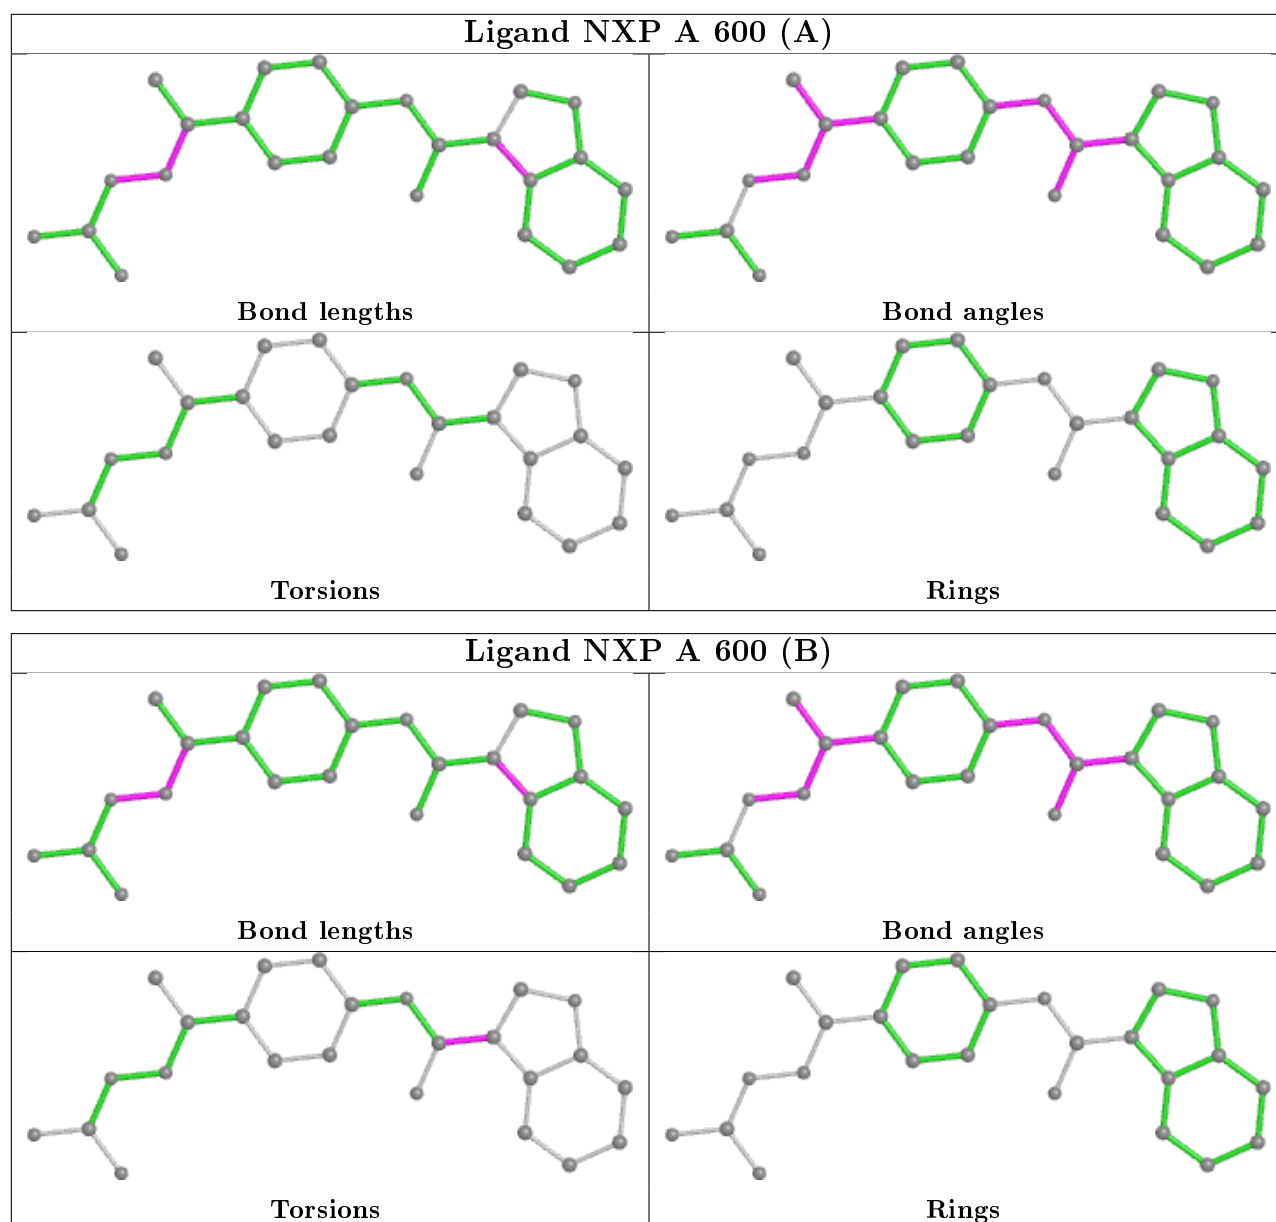 Ligand NXP A 600 (A)
Bond lengths
Bond angles
Torsions
Rings
Ligand NXP A 600 (B)
Bond lengths
Bond angles
Torsions
Rings